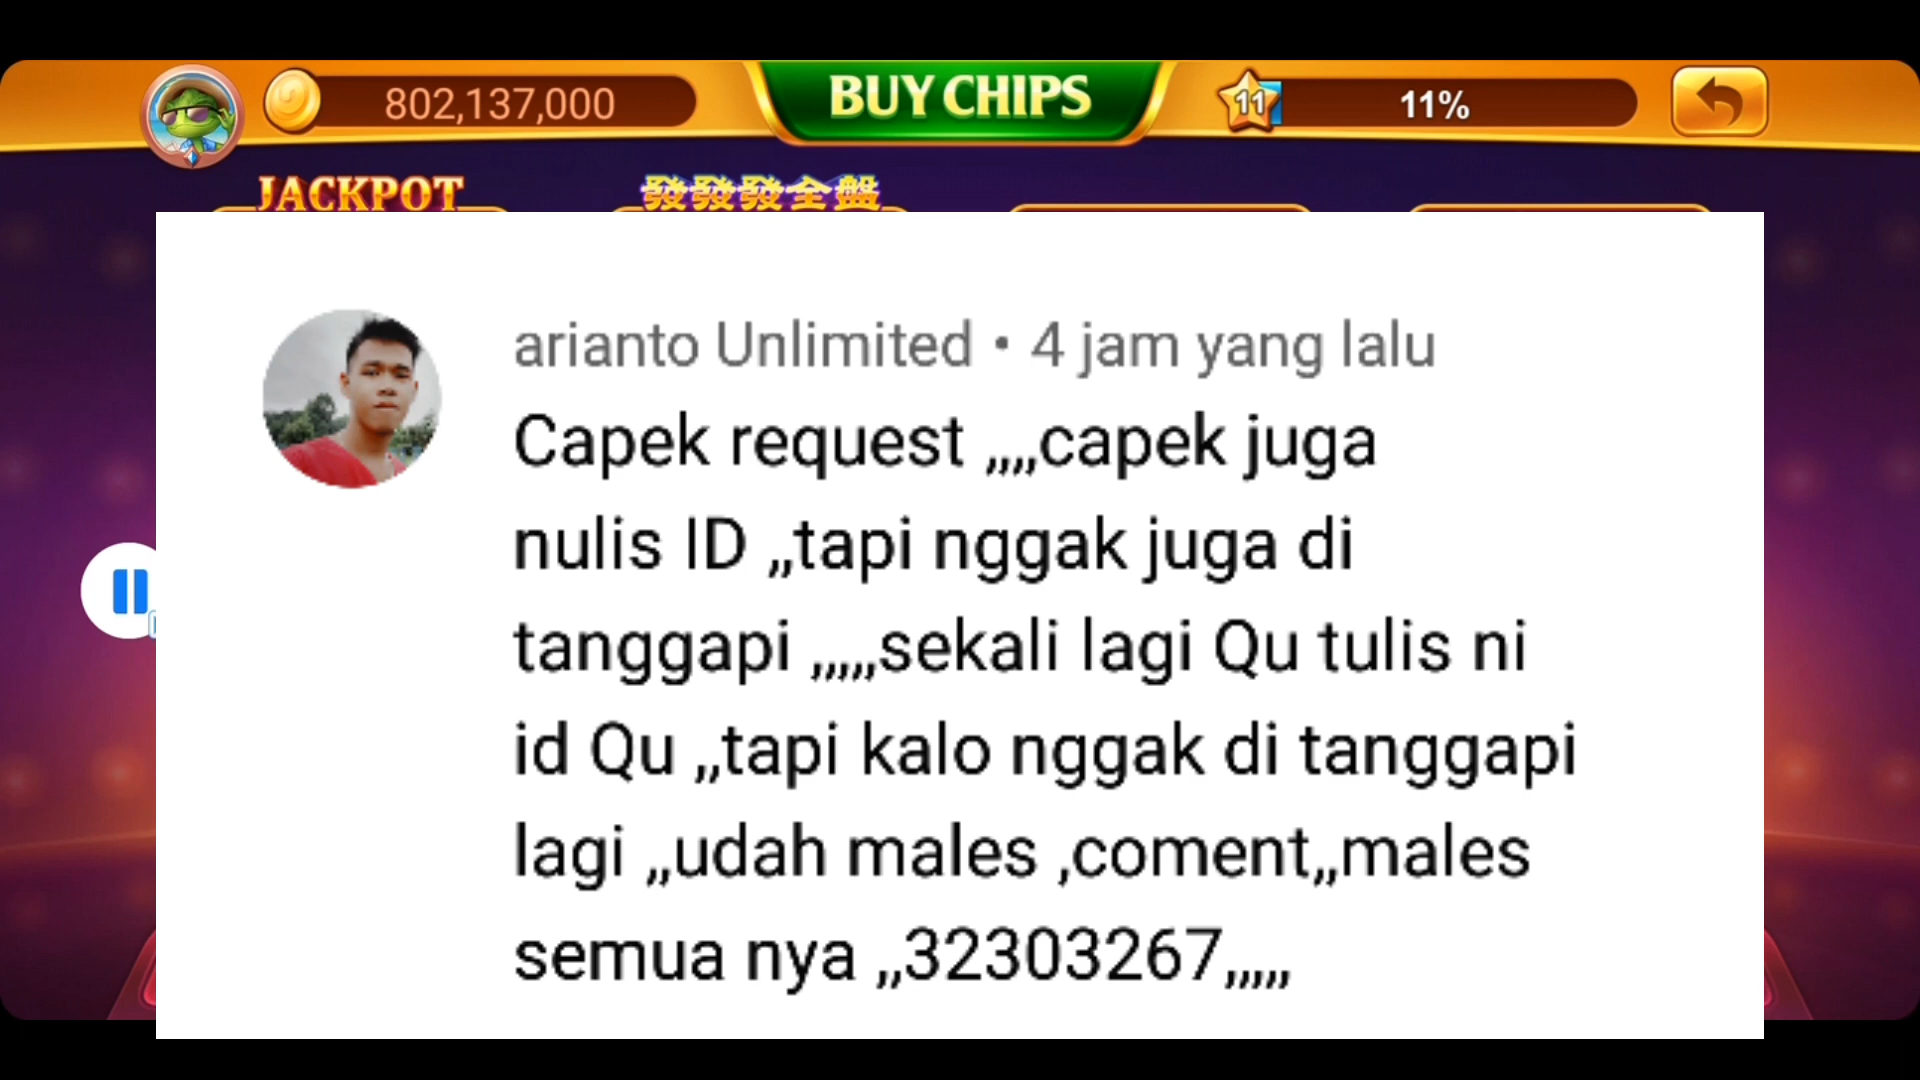 802,137,000
BUY CHIPS
11
11%
JACKPOT
發發發全盤
arianto Unlimited • 4 jam yang lalu
Capek request ,,,,capek juga
nulis ID ,,tapi nggak juga di
tanggapi ,,,,,sekali lagi Qu tulis ni
id Qu ,,tapi kalo nggak di tanggapi
lagi ,,udah males ,coment,,males
semua nya ,,32303267,,,,,